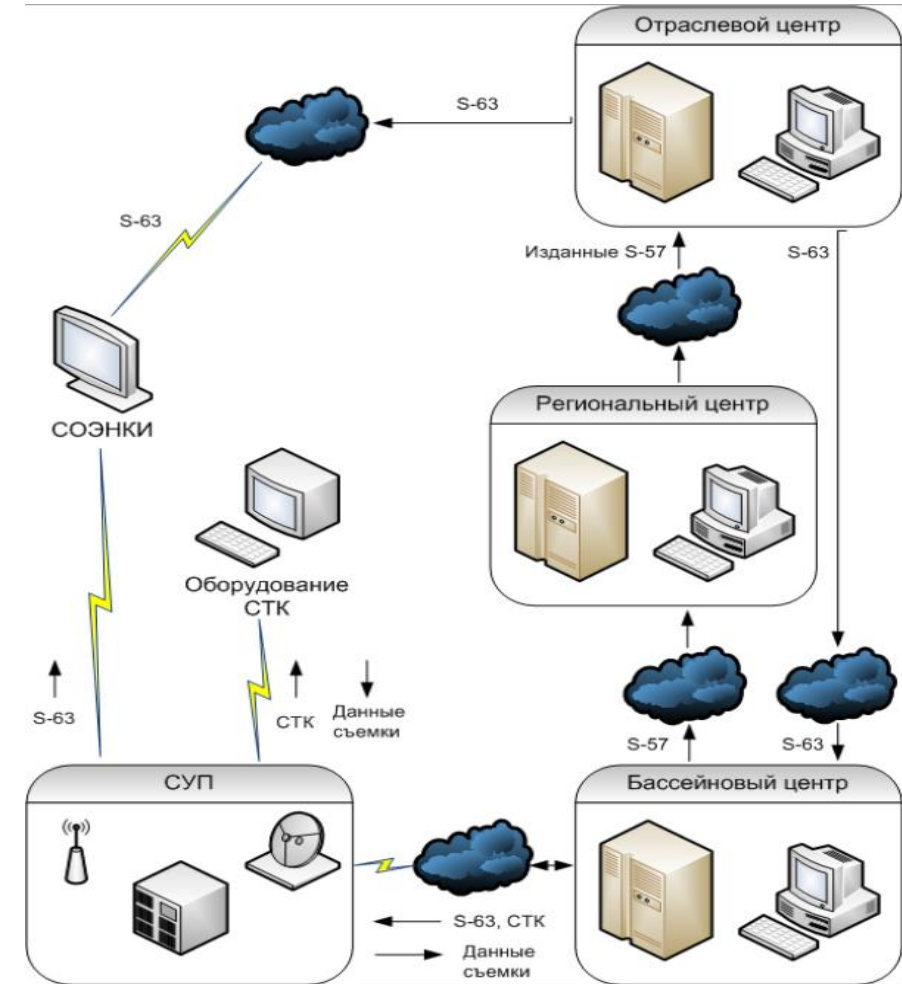 Отраслевой центр
S-63
S-63
Изданные S-57
S-63
Региональный центр
СОЭНКИ
Оборудование
СТК
S-63
СТК
Данные
съемки
S-57
S-63
СУП
Бассейновый центр
S-63, СТК
Данные
съемки